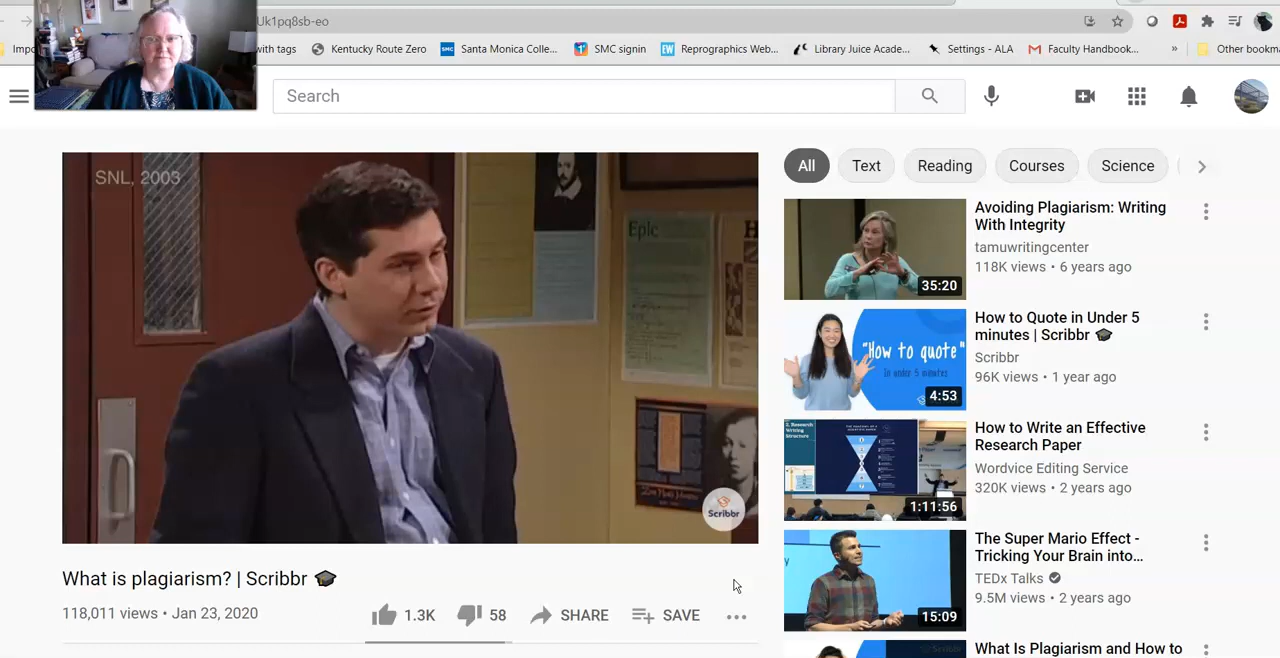 Uk1pq8sb-eo
Impo
with tags
Kentucky Route Zero
SMC
Santa Monica Colle...
SMC signin
EW
Reprographics Web...
Library Juice Acade...
Settings - ALA
Faculty Handbook...
»
Other bookma
Search
SNL, 2003
Epic
H
Scribbr
All
Text
Reading
Courses
Science
Avoiding Plagiarism: Writing
With Integrity
tamuwritingcenter
118K views • 6 years ago
35:20
How to Quote in Under 5
minutes | Scribbr 🎓
Scribbr
96K views • 1 year ago
"How to quote"
In under 5 minutes
4:53
How to Write an Effective
Research Paper
Wordvice Editing Service
320K views • 2 years ago
1:11:56
The Super Mario Effect -
Tricking Your Brain into...
TEDx Talks
9.5M views • 2 years ago
15:09
What Is Plagiarism and How to
What is plagiarism? | Scribbr 🎓
118,011 views • Jan 23, 2020
1.3K
58
SHARE
SAVE